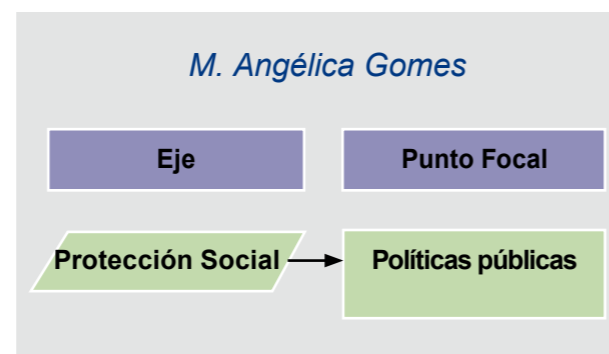 M. Angélica Gomes
Eje
Punto Focal
Protección Social
Políticas públicas